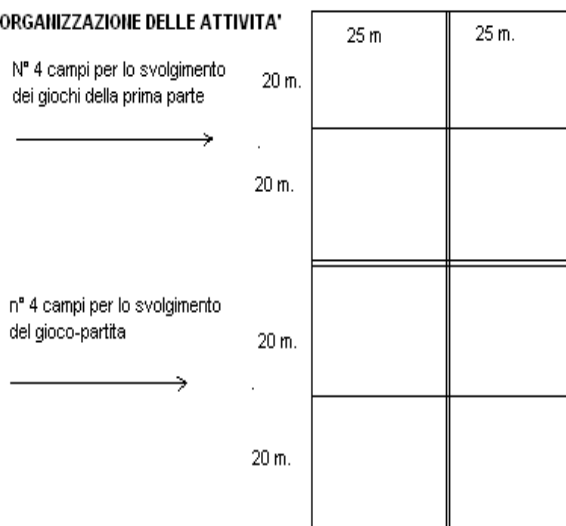 ORGANIZZAZIONE DELLE ATTIVITA'
25 m
25 m.
N° 4 campi per lo svolgimento
dei giochi della prima parte
20 m.
20 m.
n° 4 campi per lo svolgimento
del gioco-partita
20 m.
20 m.